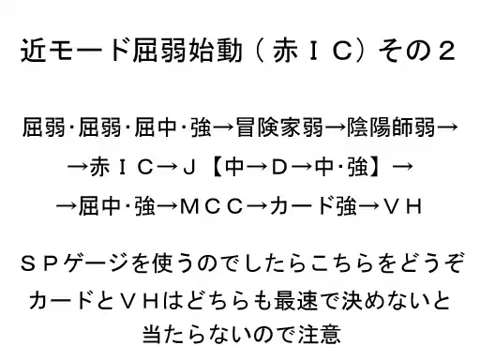 近モード屈弱始動（赤ＩＣ）その２
屈弱・屈弱・屈中・強→冒険家弱→陰陽師弱→
→赤ＩＣ→Ｊ【中→Ｄ→中・強】→
→屈中・強→ＭＣＣ→カード強→ＶＨ
ＳＰゲージを使うのでしたらこちらをどうぞ
カードとＶＨはどちらも最速で決めないと
当たらないので注意